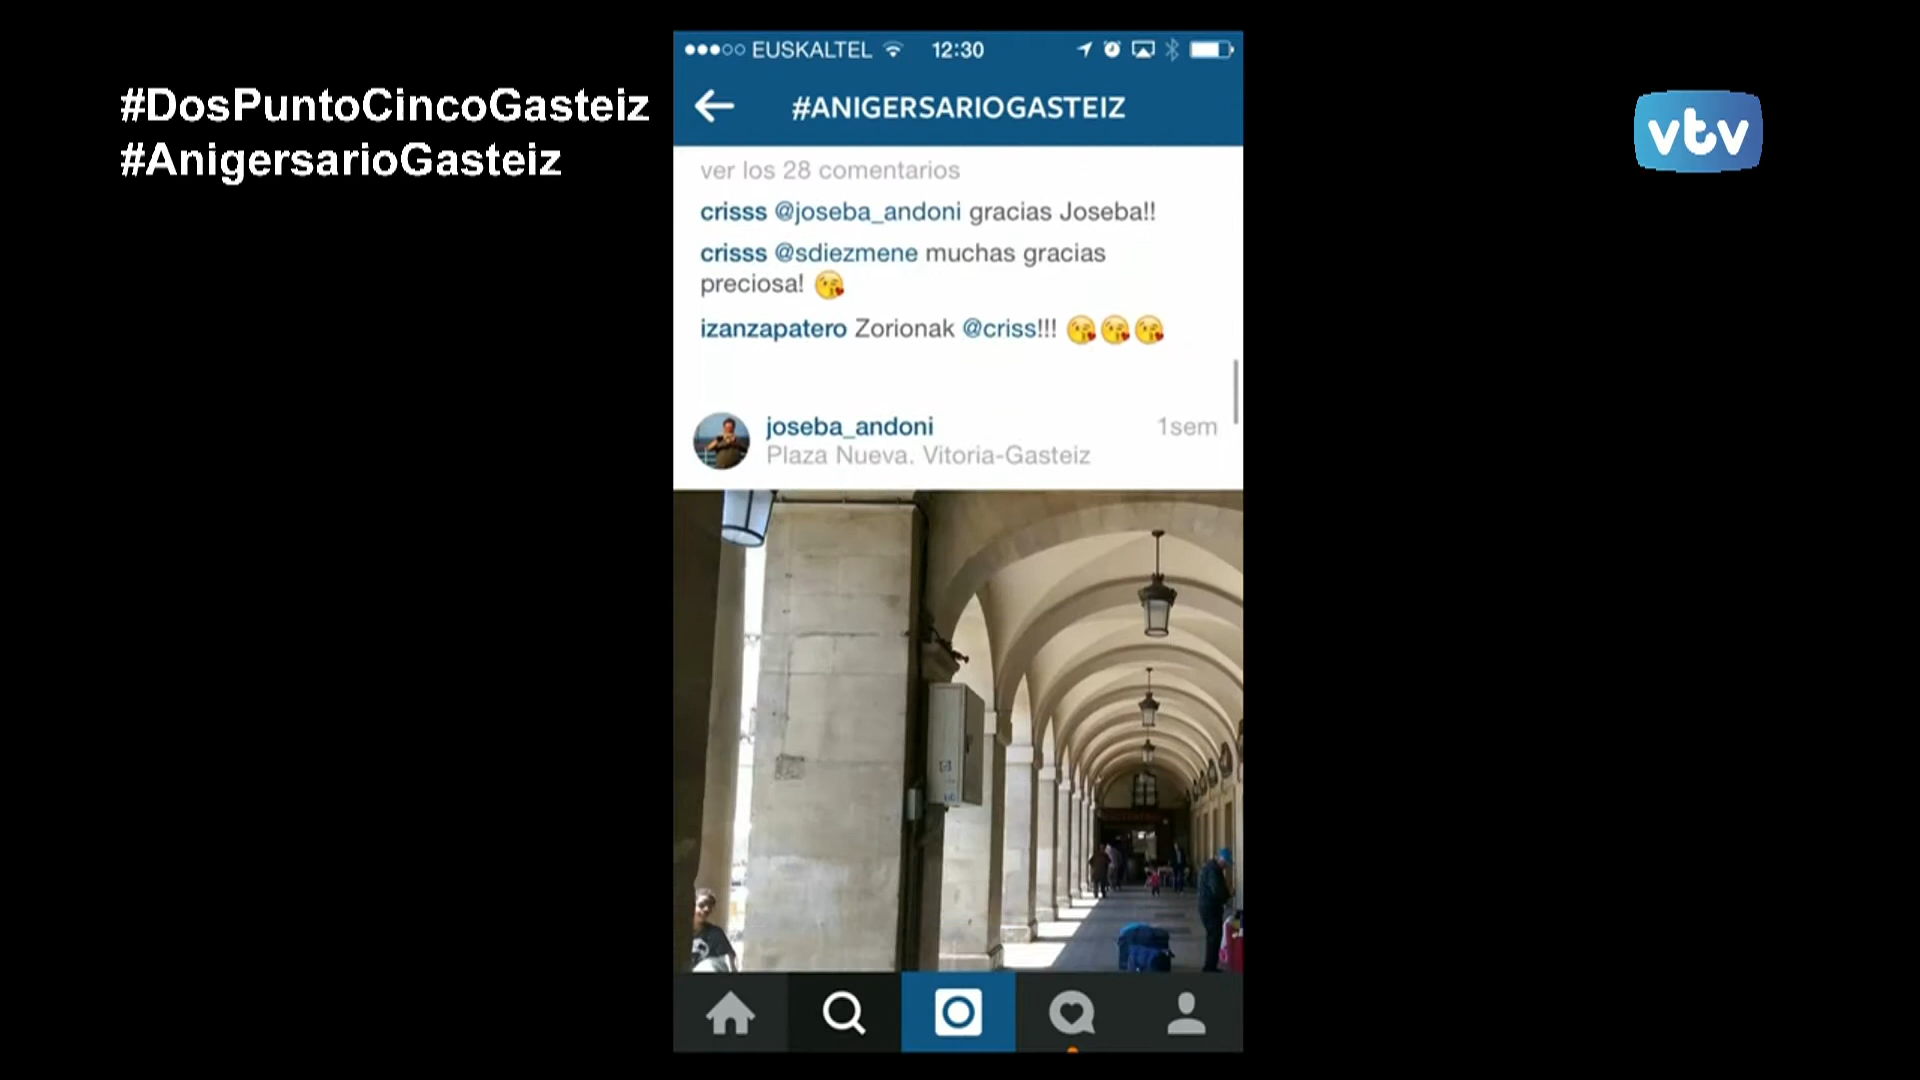 #DosPuntoCincoGasteiz
#AnigersarioGasteiz
EUSKALTEL 12:30
#ANIGERSARIOGASTEIZ
ver los 28 comentarios
crisss @joseba_andoni gracias Joseba!!
crisss @sdiezmene muchas gracias
preciosa! 😘
izanzapatero Zorionak @criss!!! 😘😘😘
joseba_andoni 1sem
Plaza Nueva. Vitoria-Gasteiz
vtv